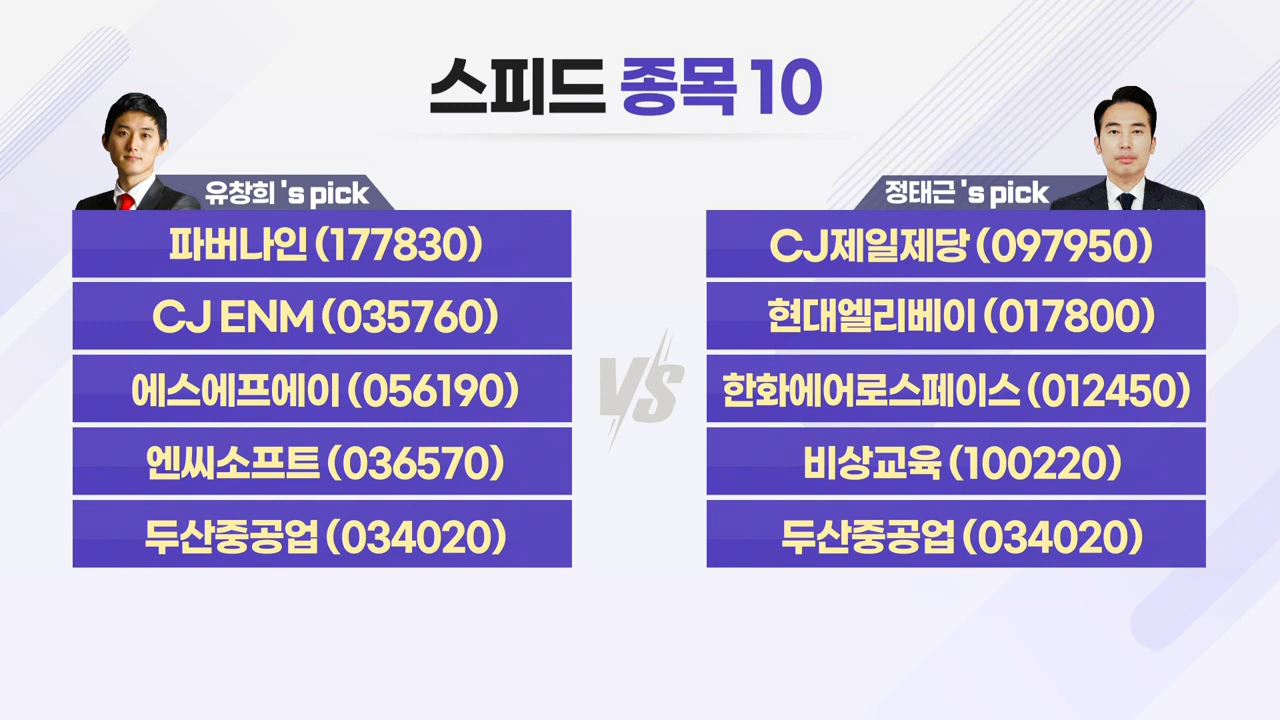 스피드 종목 10
유창희 's pick
파버나인 (177830)
CJ ENM (035760)
에스에프에이 (056190)
엔씨소프트 (036570)
두산중공업 (034020)
VS
정태근 's pick
CJ제일제당 (097950)
현대엘리베이 (017800)
한화에어로스페이스 (012450)
비상교육 (100220)
두산중공업 (034020)